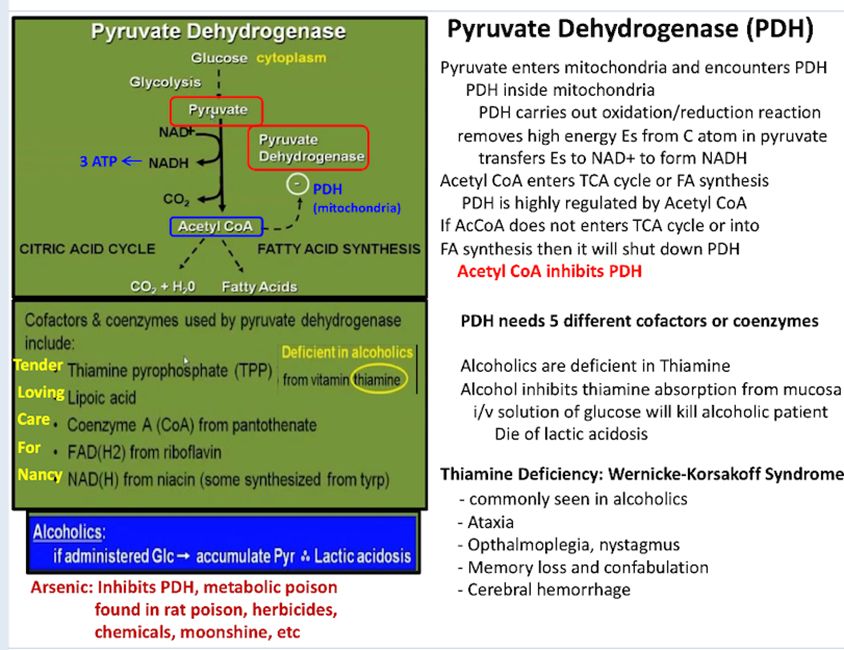 Pyruvate Dehydrogenase
Glucose cytoplasm
Glycolysis
Pyruvate
NAD+
3 ATP ← NADH
Pyruvate
Dehydrogenase
CO₂
-
PDH
(mitochondria)
Acetyl CoA
CITRIC ACID CYCLE
FATTY ACID SYNTHESIS
CO₂ + H₂0
Fatty Acids
Cofactors & coenzymes used by pyruvate dehydrogenase
include:
Deficient in alcoholics
Tender Thiamine pyrophosphate (TPP) from vitamin thiamine
Loving Lipoic acid
Care • Coenzyme A (CoA) from pantothenate
For • FAD(H2) from riboflavin
Nancy • NAD(H) from niacin (some synthesized from tyrp)
Alcoholics:
if administered Glc → accumulate Pyr ∴ Lactic acidosis
Arsenic: Inhibits PDH, metabolic poison
found in rat poison, herbicides,
chemicals, moonshine, etc
Pyruvate Dehydrogenase (PDH)
Pyruvate enters mitochondria and encounters PDH
PDH inside mitochondria
PDH carries out oxidation/reduction reaction
removes high energy Es from C atom in pyruvate
transfers Es to NAD+ to form NADH
Acetyl CoA enters TCA cycle or FA synthesis
PDH is highly regulated by Acetyl CoA
If AcCoA does not enters TCA cycle or into
FA synthesis then it will shut down PDH
Acetyl CoA inhibits PDH
PDH needs 5 different cofactors or coenzymes
Alcoholics are deficient in Thiamine
Alcohol inhibits thiamine absorption from mucosa
i/v solution of glucose will kill alcoholic patient
Die of lactic acidosis
Thiamine Deficiency: Wernicke-Korsakoff Syndrome
- commonly seen in alcoholics
- Ataxia
- Opthalmoplegia, nystagmus
- Memory loss and confabulation
- Cerebral hemorrhage